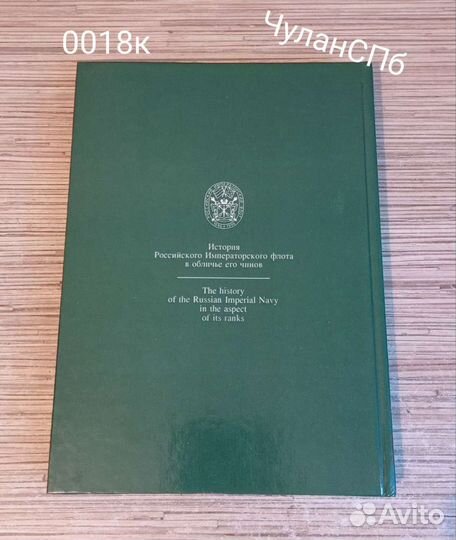 0018к
ЧуланСПб
История
Российского Императорского флота
в обличье его чинов
The history
of the Russian Imperial Navy
in the aspect
of its ranks
Avito